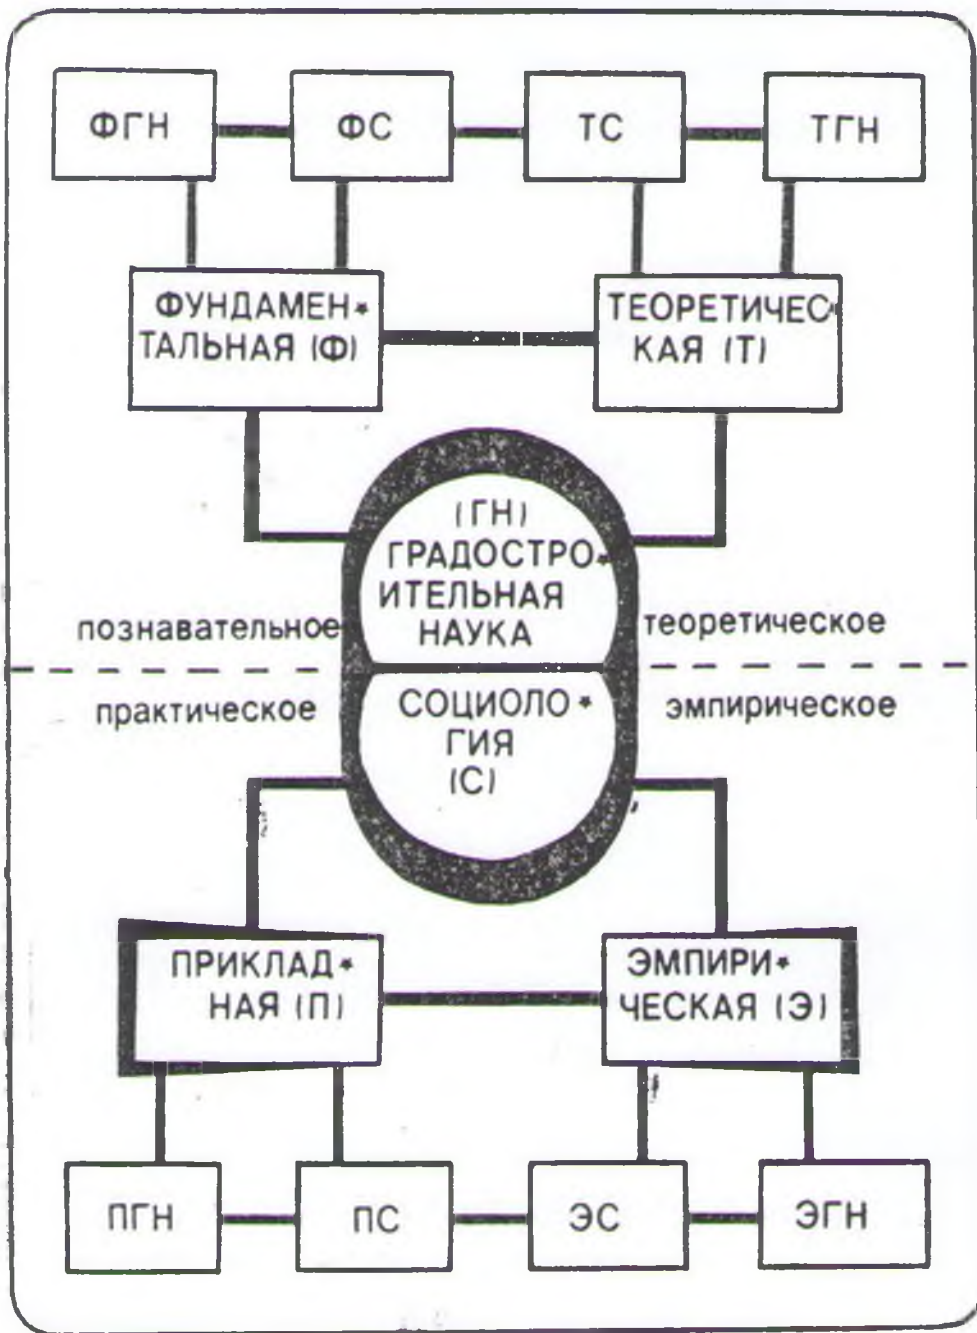 ФГН ФС ТС ТГН
ФУНДАМЕН*
ТАЛЬНАЯ (Ф)
ТЕОРЕТИЧЕС*
КАЯ (Т)
(ГН)
ГРАДОСТРО*
ИТЕЛЬНАЯ
НАУКА
познавательное
теоретическое
практическое
эмпирическое
СОЦИОЛО*
ГИЯ
(С)
ПРИКЛАД*
НАЯ (П)
ЭМПИРИ*
ЧЕСКАЯ (Э)
ПГН ПС ЭС ЭГН